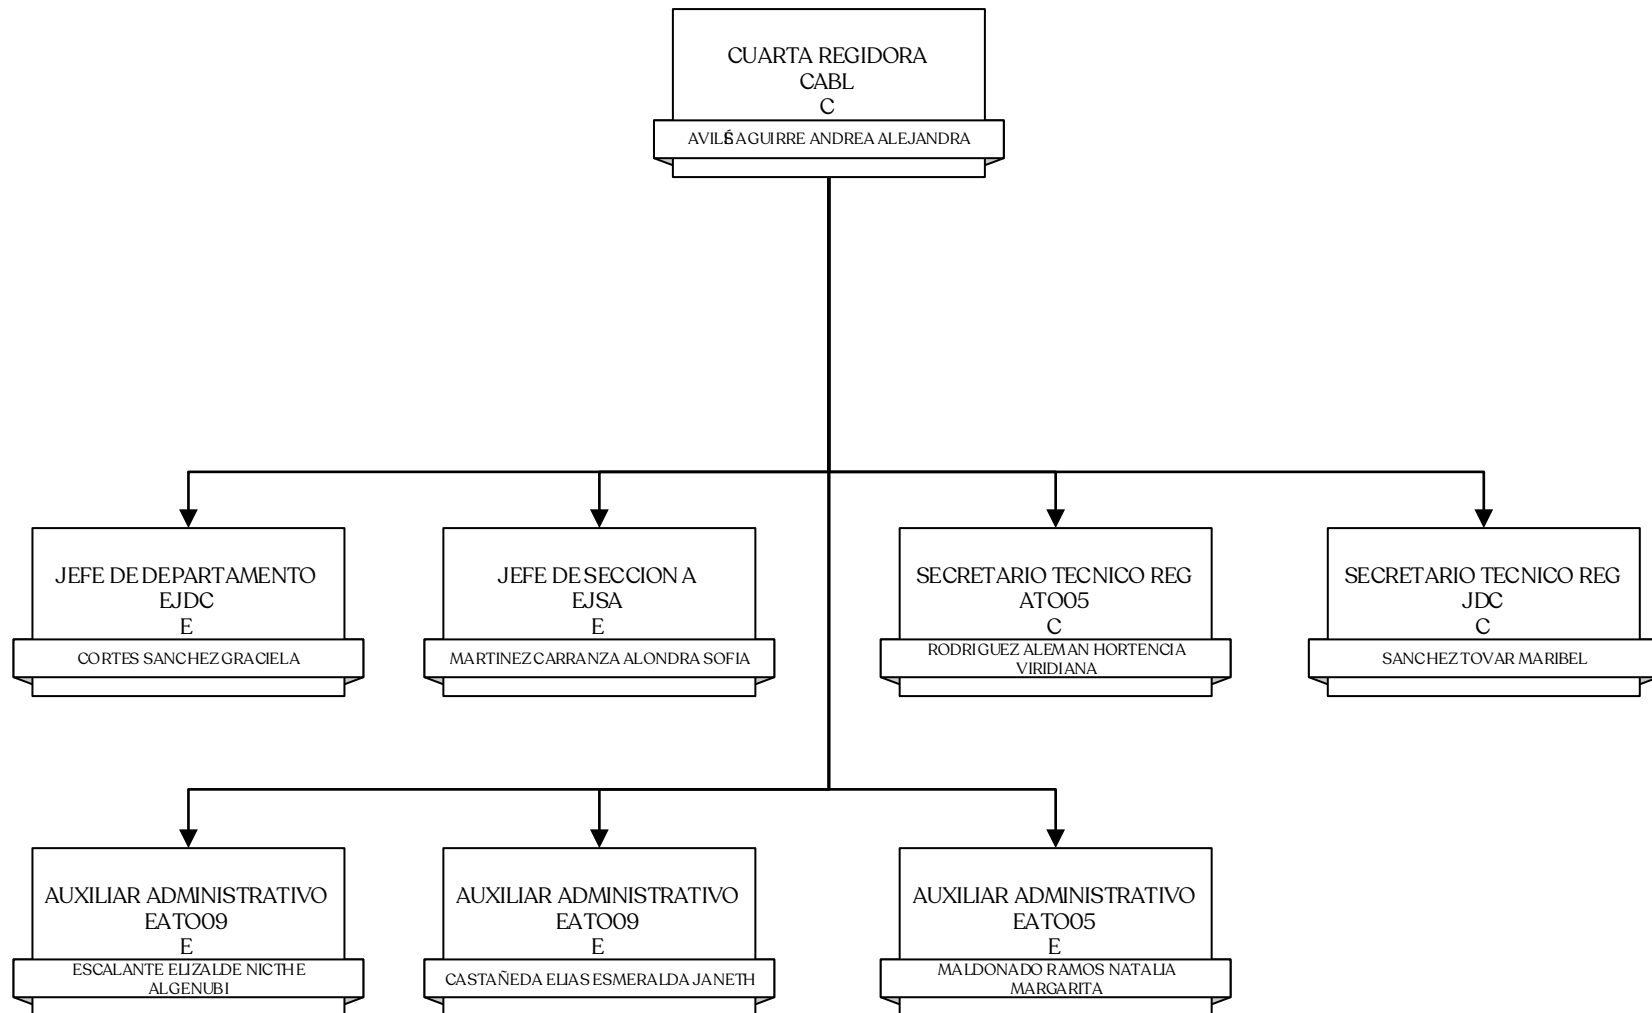 CUARTA REGIDORA
CABL
C
AVILÉS AGUIRRE ANDREA ALEJANDRA
JEFE DE DEPARTAMENTO
EJDC
E
CORTES SANCHEZ GRACIELA
JEFE DE SECCION A
EJSA
E
MARTINEZ CARRANZA ALONDRA SOFIA
SECRETARIO TECNICO REG
ATO05
C
RODRIGUEZ ALEMAN HORTENCIA
VIRIDIANA
SECRETARIO TECNICO REG
JDC
C
SANCHEZ TOVAR MARIBEL
AUXILIAR ADMINISTRATIVO
EATO09
E
ESCALANTE ELIZALDE NICTHE
ALGENUBI
AUXILIAR ADMINISTRATIVO
EATO09
E
CASTAÑEDA ELIAS ESMERALDA JANETH
AUXILIAR ADMINISTRATIVO
EATO05
E
MALDONADO RAMOS NATALIA
MARGARITA